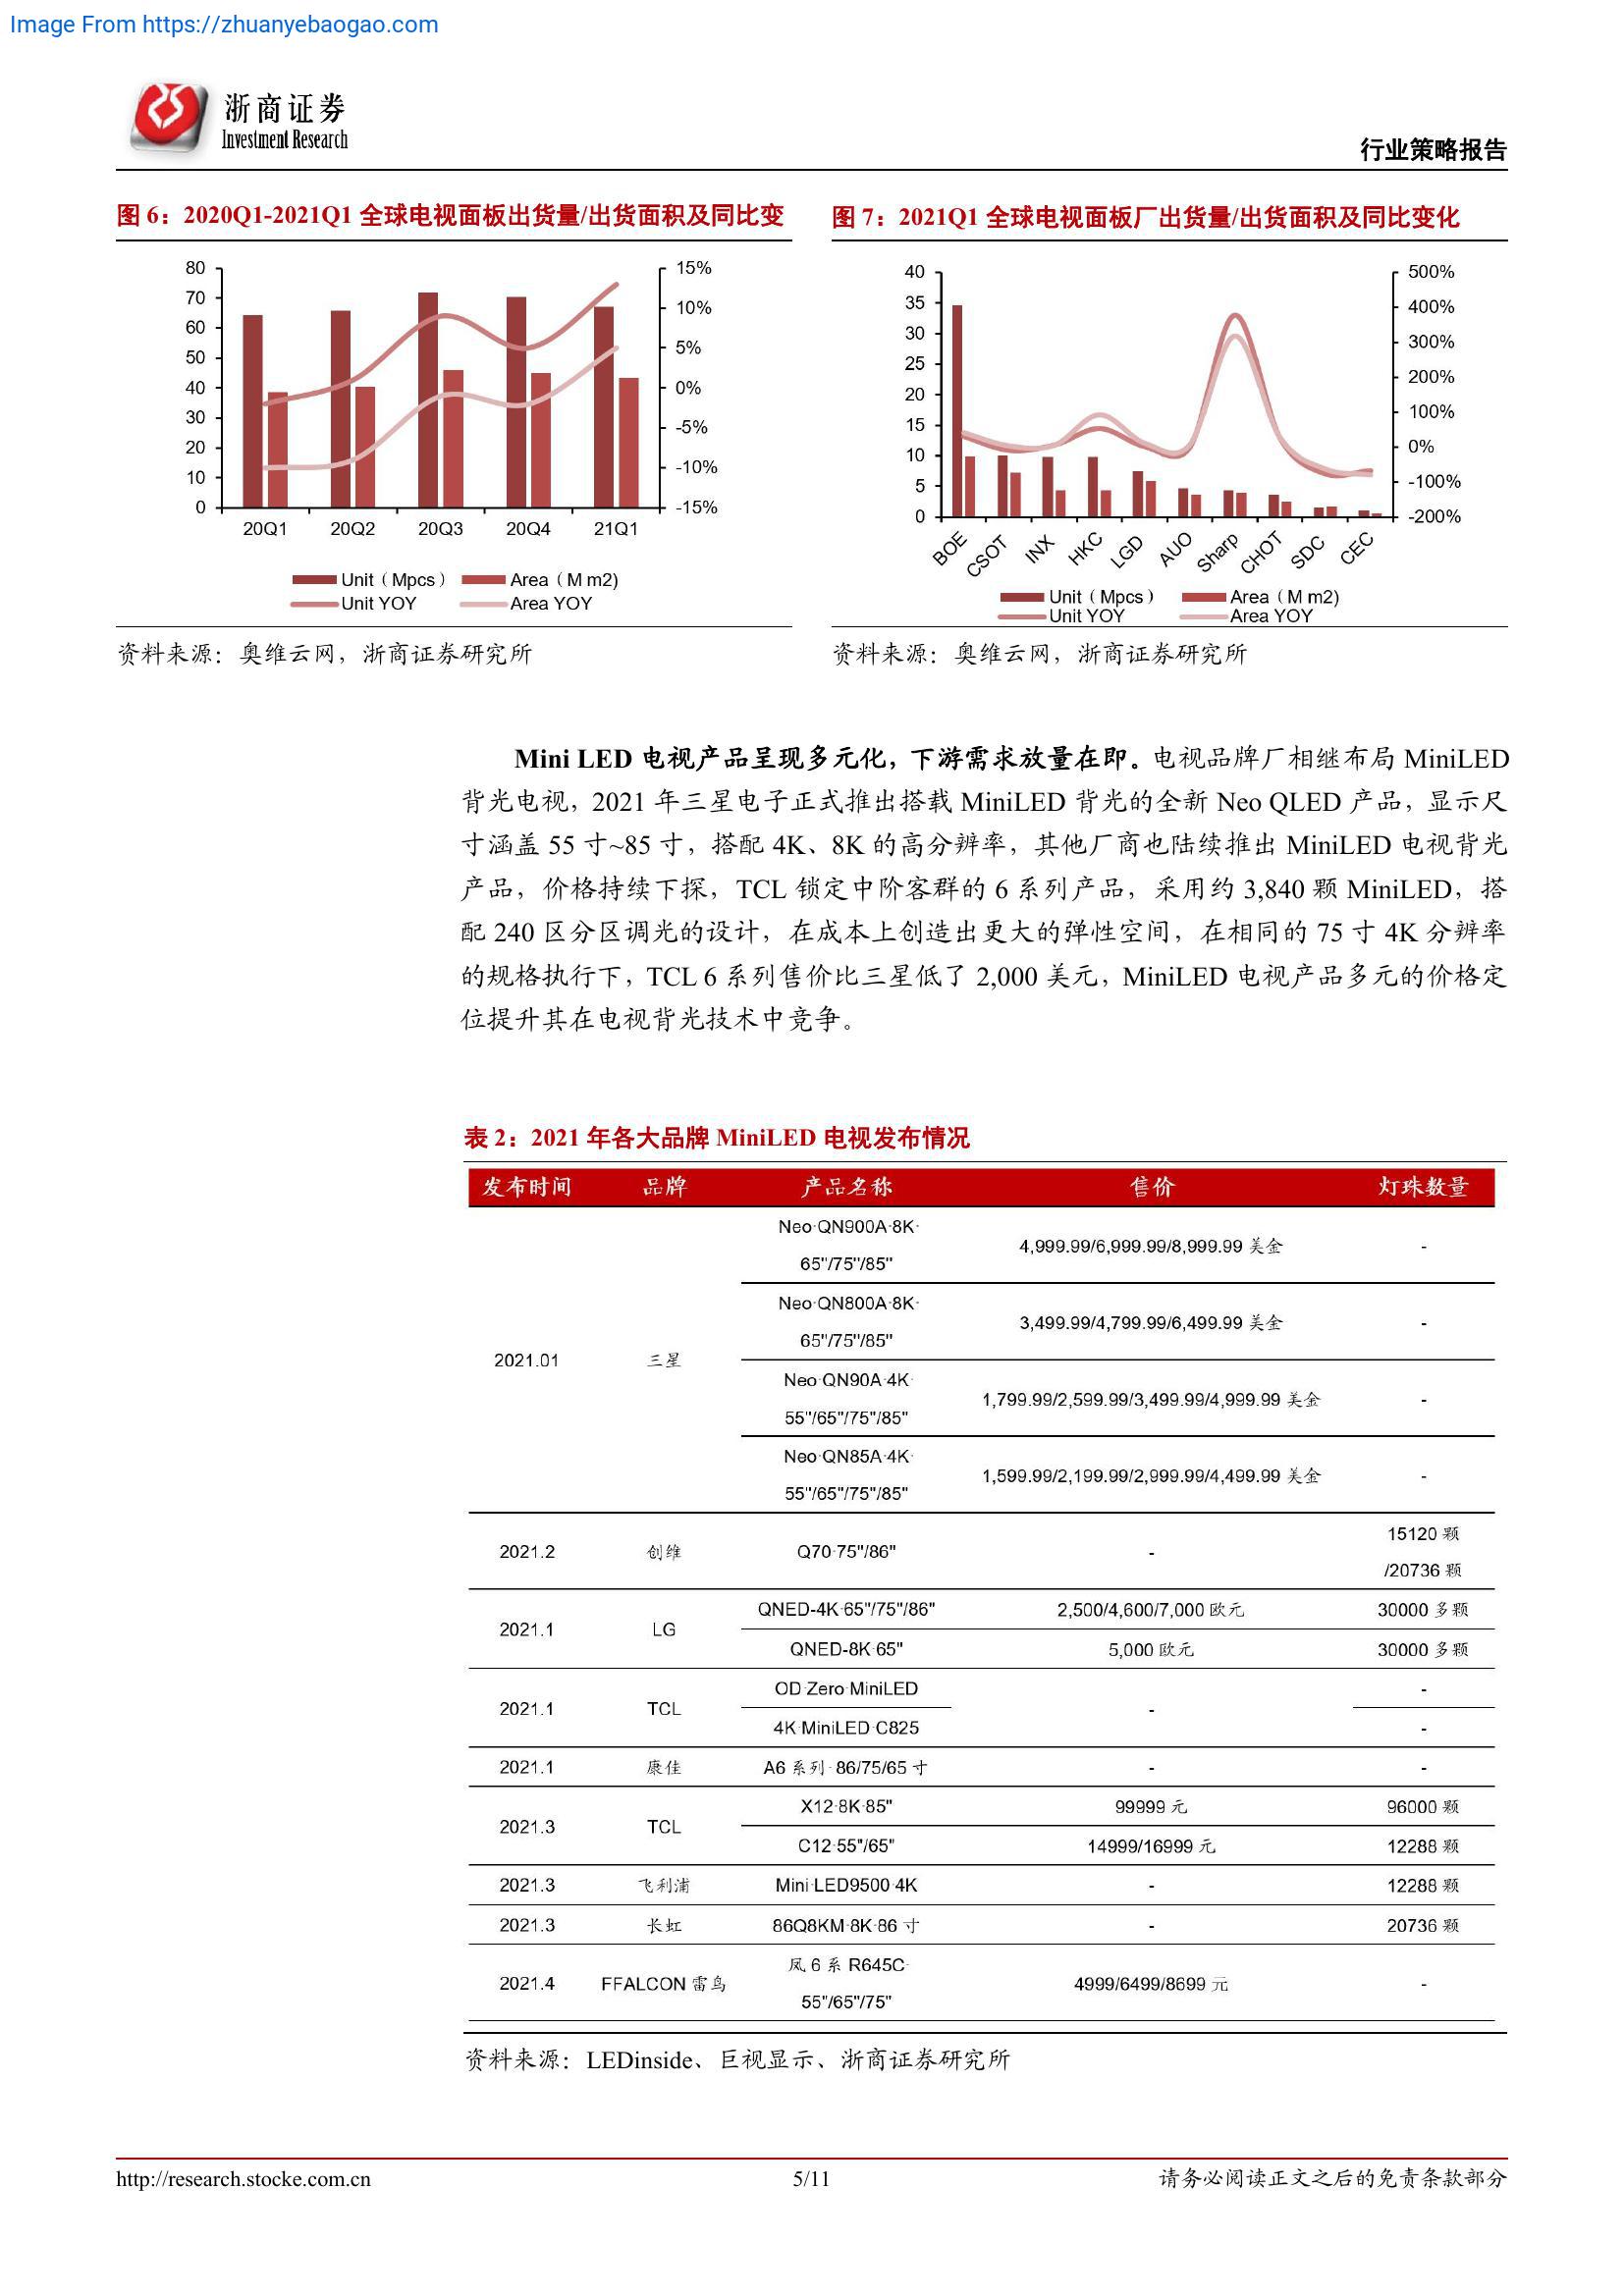 Image From https://zhuanyebaogao.com
浙商证券
Investment Research
行业策略报告
图 6：2020Q1-2021Q1 全球电视面板出货量/出货面积及同比变
80
70
60
50
40
30
20
10
0
15%
10%
5%
0%
-5%
-10%
-15%
20Q1 20Q2 20Q3 20Q4 21Q1
Unit（Mpcs） Area（M m2)
Unit YOY Area YOY
资料来源：奥维云网，浙商证券研究所
图 7：2021Q1 全球电视面板厂出货量/出货面积及同比变化
40
35
30
25
20
15
10
5
0
500%
400%
300%
200%
100%
0%
-100%
-200%
BOE CSOT INX HKC LGD AUO Sharp CHOT SDC CEC
Unit（Mpcs） Area（M m2)
Unit YOY Area YOY
资料来源：奥维云网，浙商证券研究所
Mini LED 电视产品呈现多元化，下游需求放量在即。电视品牌厂相继布局 MiniLED
背光电视，2021 年三星电子正式推出搭载 MiniLED 背光的全新 Neo QLED 产品，显示尺
寸涵盖 55 寸~85 寸，搭配 4K、8K 的高分辨率，其他厂商也陆续推出 MiniLED 电视背光
产品，价格持续下探，TCL 锁定中阶客群的 6 系列产品，采用约 3,840 颗 MiniLED，搭
配 240 区分区调光的设计，在成本上创造出更大的弹性空间，在相同的 75 寸 4K 分辨率
的规格执行下，TCL 6 系列售价比三星低了 2,000 美元，MiniLED 电视产品多元的价格定
位提升其在电视背光技术中竞争。
表 2：2021 年各大品牌 MiniLED 电视发布情况
发布时间 品牌 产品名称 售价 灯珠数量
2021.01 三星
Neo·QN900A·8K·
65"/75"/85"
4,999.99/6,999.99/8,999.99 美金 -
Neo·QN800A·8K·
65"/75"/85"
3,499.99/4,799.99/6,499.99 美金 -
Neo·QN90A·4K·
55"/65"/75"/85"
1,799.99/2,599.99/3,499.99/4,999.99 美金 -
Neo·QN85A·4K·
55"/65"/75"/85"
1,599.99/2,199.99/2,999.99/4,499.99 美金 -
2021.2 创维 Q70·75"/86" -
15120 颗
/20736 颗
2021.1 LG
QNED-4K·65"/75"/86" 2,500/4,600/7,000 欧元 30000 多颗
QNED-8K·65" 5,000 欧元 30000 多颗
2021.1 TCL -
OD·Zero·MiniLED -
4K·MiniLED·C825 -
2021.1 康佳 A6 系列· 86/75/65 寸 - -
2021.3 TCL
X12·8K·85" 99999 元 96000 颗
C12·55"/65" 14999/16999 元 12288 颗
2021.3 飞利浦 Mini·LED9500·4K - 12288 颗
2021.3 长虹 86Q8KM·8K·86 寸 - 20736 颗
2021.4 FFALCON 雷鸟
凤 6 系 R645C·
55"/65"/75"
4999/6499/8699 元 -
资料来源：LEDinside、巨视显示、浙商证券研究所
http://research.stocke.com.cn 5/11 请务必阅读正文之后的免责条款部分